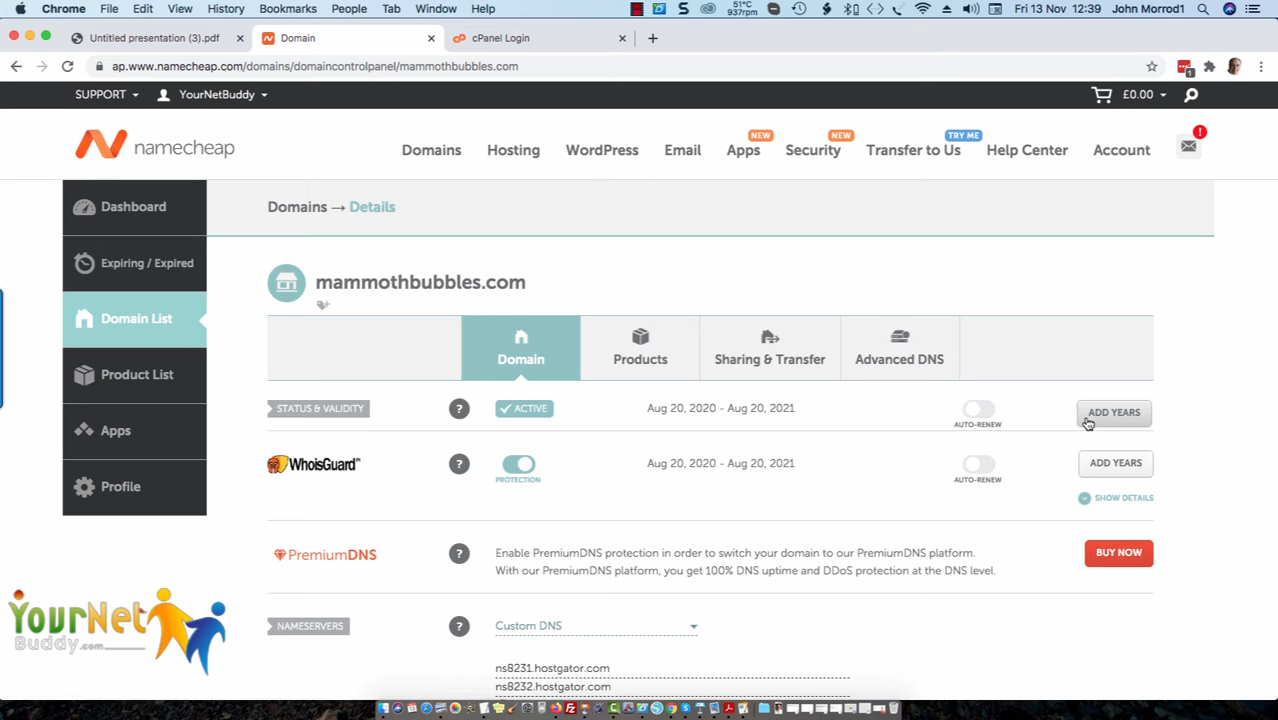 Chrome File Edit View History Bookmarks People Tab Window Help 51°C 937rpm Fri 13 Nov 12:39 John Morrod1
Untitled presentation (3).pdf Domain cPanel Login
ap.www.namecheap.com/domains/domaincontrolpanel/mammothbubbles.com 1
SUPPORT YourNetBuddy £0.00
NEW NEW TRY ME !
namecheap Domains Hosting WordPress Email Apps Security Transfer to Us Help Center Account
Dashboard
Expiring / Expired
Domain List
Product List
Apps
Profile
Domains → Details
mammothbubbles.com
Domain Products Sharing & Transfer Advanced DNS
STATUS & VALIDITY ? ACTIVE Aug 20, 2020 - Aug 20, 2021 AUTO-RENEW ADD YEARS
WhoisGuard ? PROTECTION Aug 20, 2020 - Aug 20, 2021 AUTO-RENEW ADD YEARS
SHOW DETAILS
PremiumDNS ? Enable PremiumDNS protection in order to switch your domain to our PremiumDNS platform. BUY NOW
With our PremiumDNS platform, you get 100% DNS uptime and DDoS protection at the DNS level.
NAMESERVERS ? Custom DNS
ns8231.hostgator.com
ns8232.hostgator.com
YourNet
Buddy.com